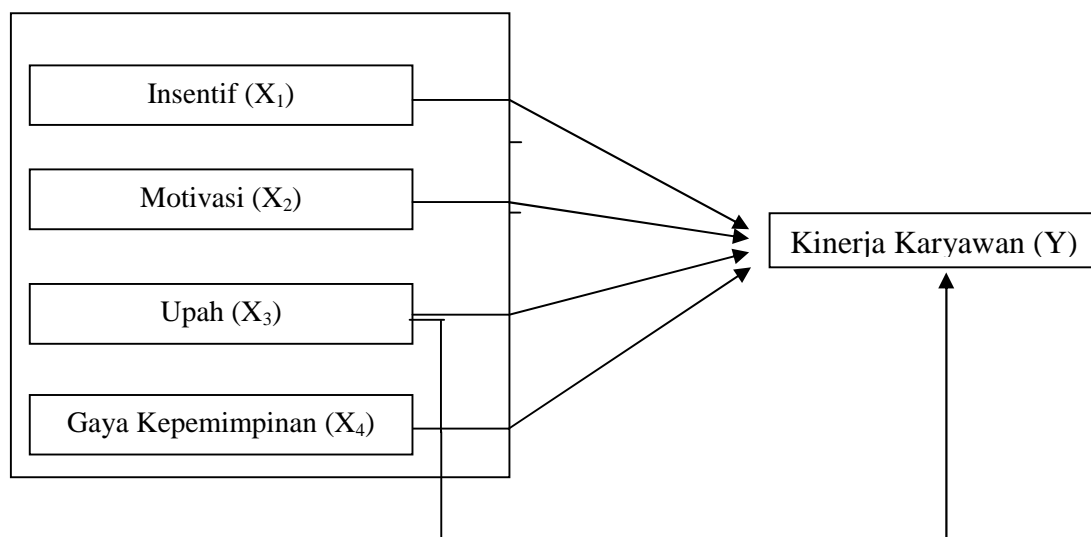 Insentif (X₁)
Motivasi (X₂)
Kinerja Karyawan (Y)
Upah (X₃)
Gaya Kepemimpinan (X₄)